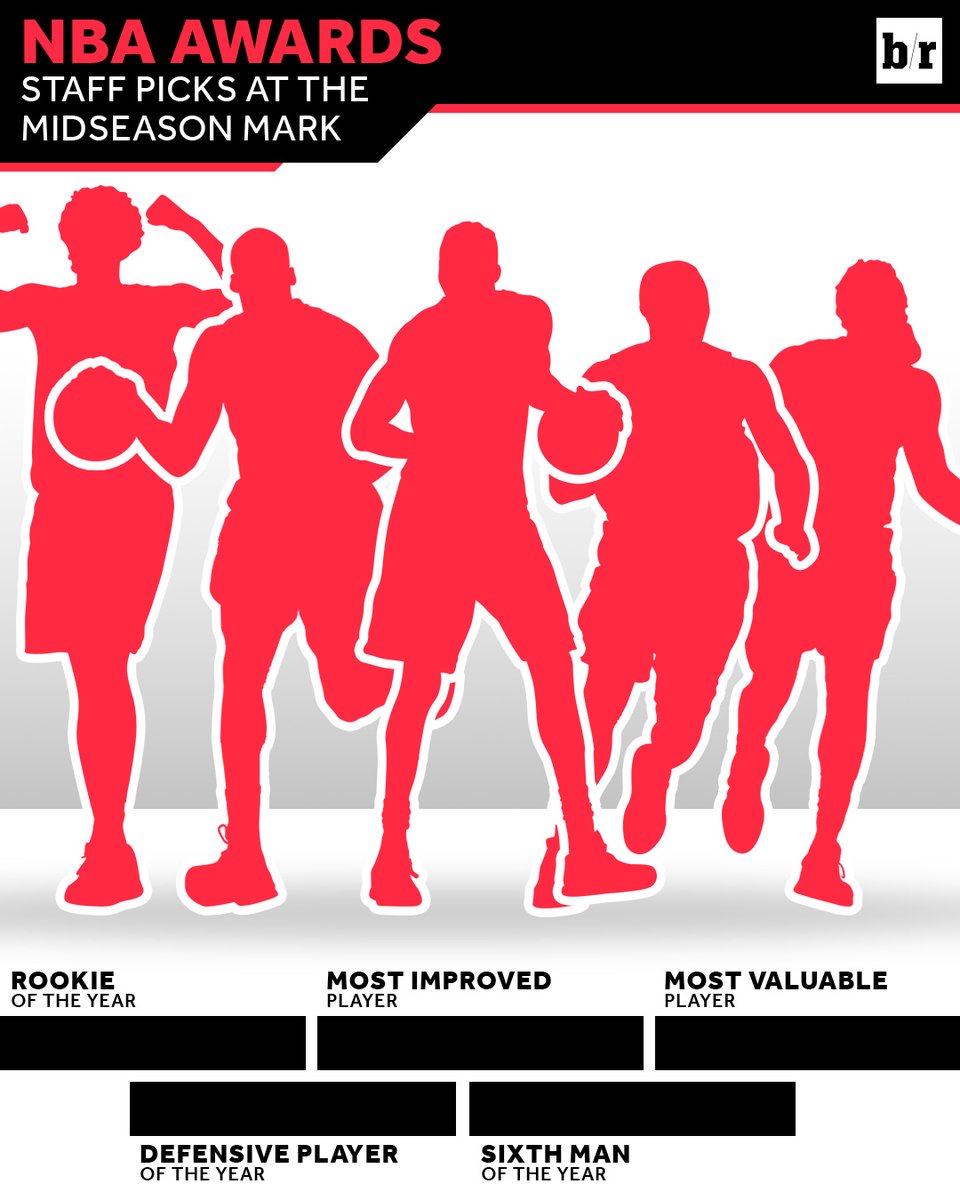 NBA AWARDS
STAFF PICKS AT THE
MIDSEASON MARK
b/r
ROOKIE
OF THE YEAR
MOST IMPROVED
PLAYER
MOST VALUABLE
PLAYER
DEFENSIVE PLAYER
OF THE YEAR
SIXTH MAN
OF THE YEAR